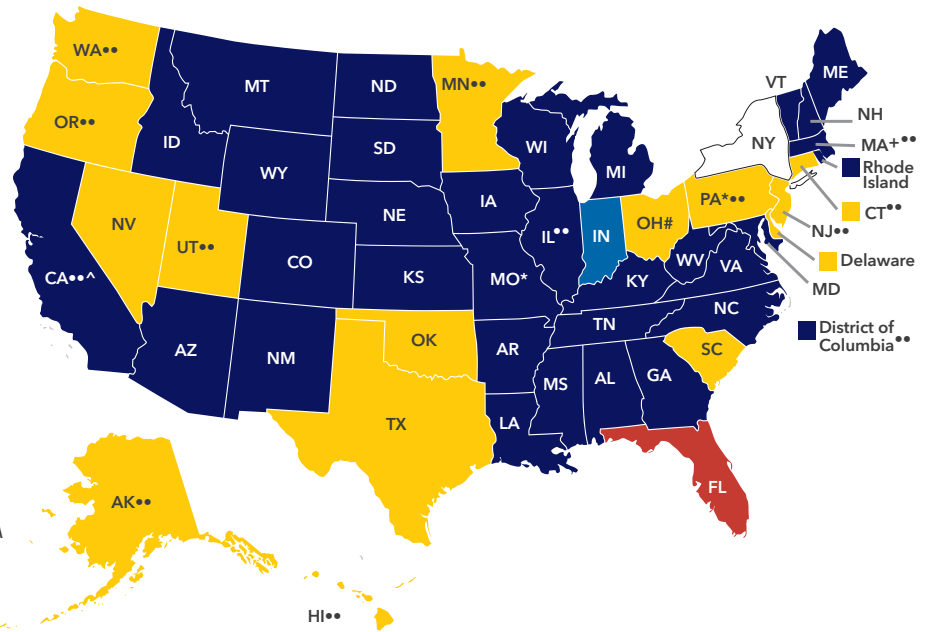 WA••
OR••
CA••^
NV
ID
MT
WY
UT••
AZ
CO
NM
ND
SD
NE
KS
OK
TX
MN••
IA
MO*
AR
LA
WI
IL••
MI
IN
OH#
KY
TN
MS
AL
GA
FL
SC
NC
VA
WV
PA*••
NY
VT
ME
NH
MA+••
Rhode
Island
CT••
NJ••
Delaware
MD
District of
Columbia••
AK••
HI••